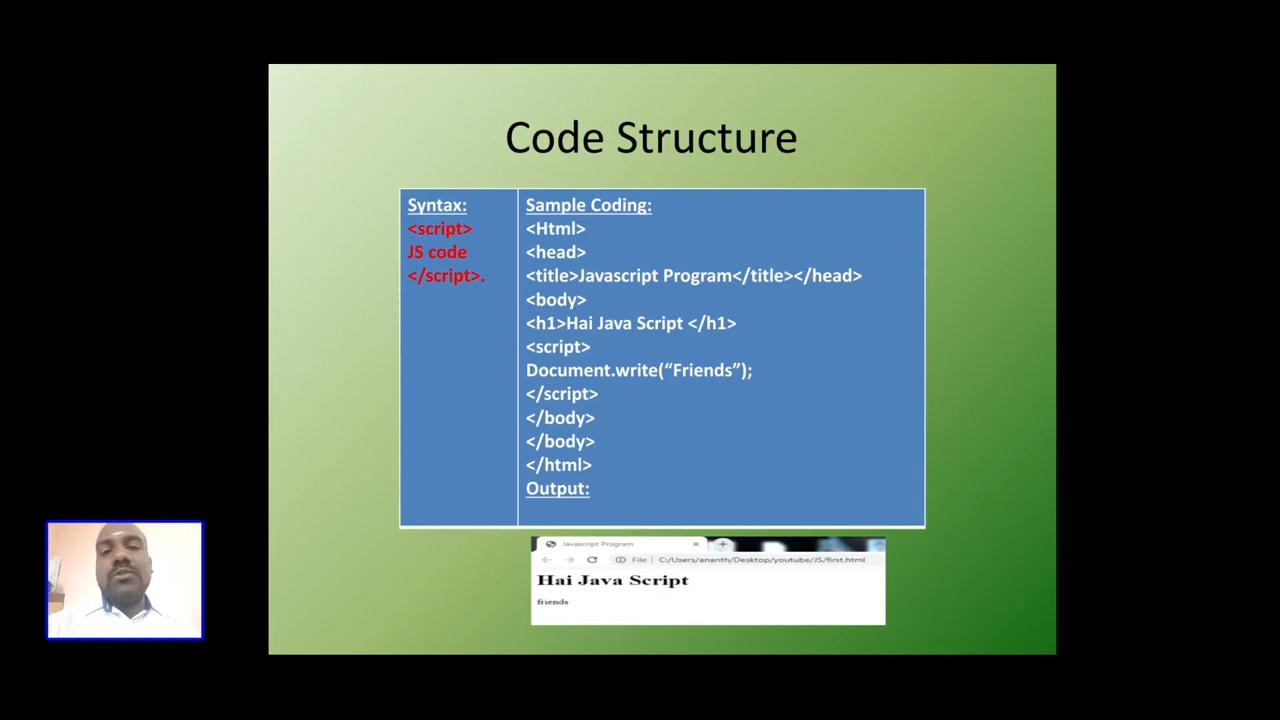 Code Structure
Syntax:
<script>
JS code
</script>.
Sample Coding:
<Html>
<head>
<title>Javascript Program</title></head>
<body>
<h1>Hai Java Script </h1>
<script>
Document.write(“Friends”);
</script>
</body>
</body>
</html>
Output:
Javascript Program
File | C:/Users/ananth/Desktop/youtube/JS/first.html
Hai Java Script
friends